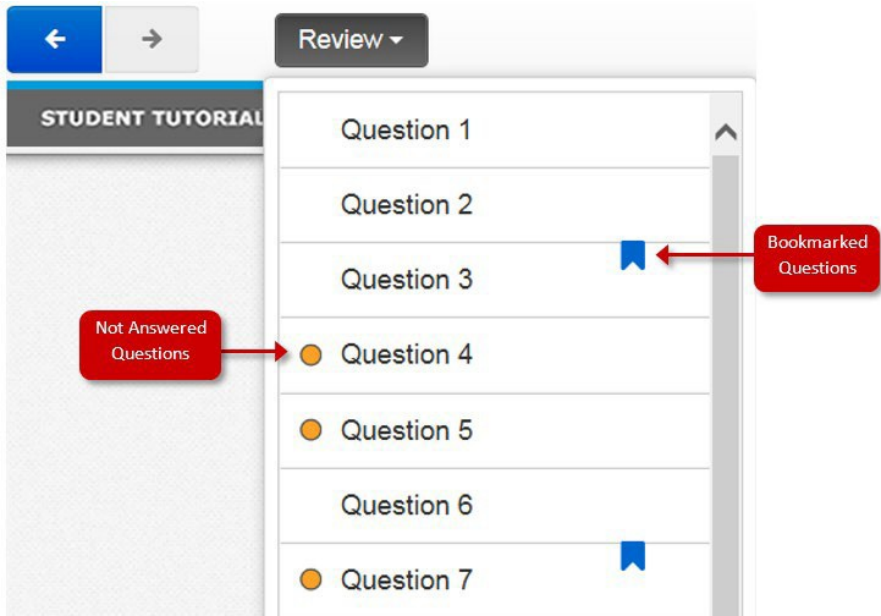 Review
STUDENT TUTORIAL
Question 1
Question 2
Bookmarked
Questions
Question 3
Not Answered
Questions
Question 4
Question 5
Question 6
Question 7